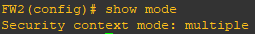 FW2(config)# show mode
Security context mode: multiple